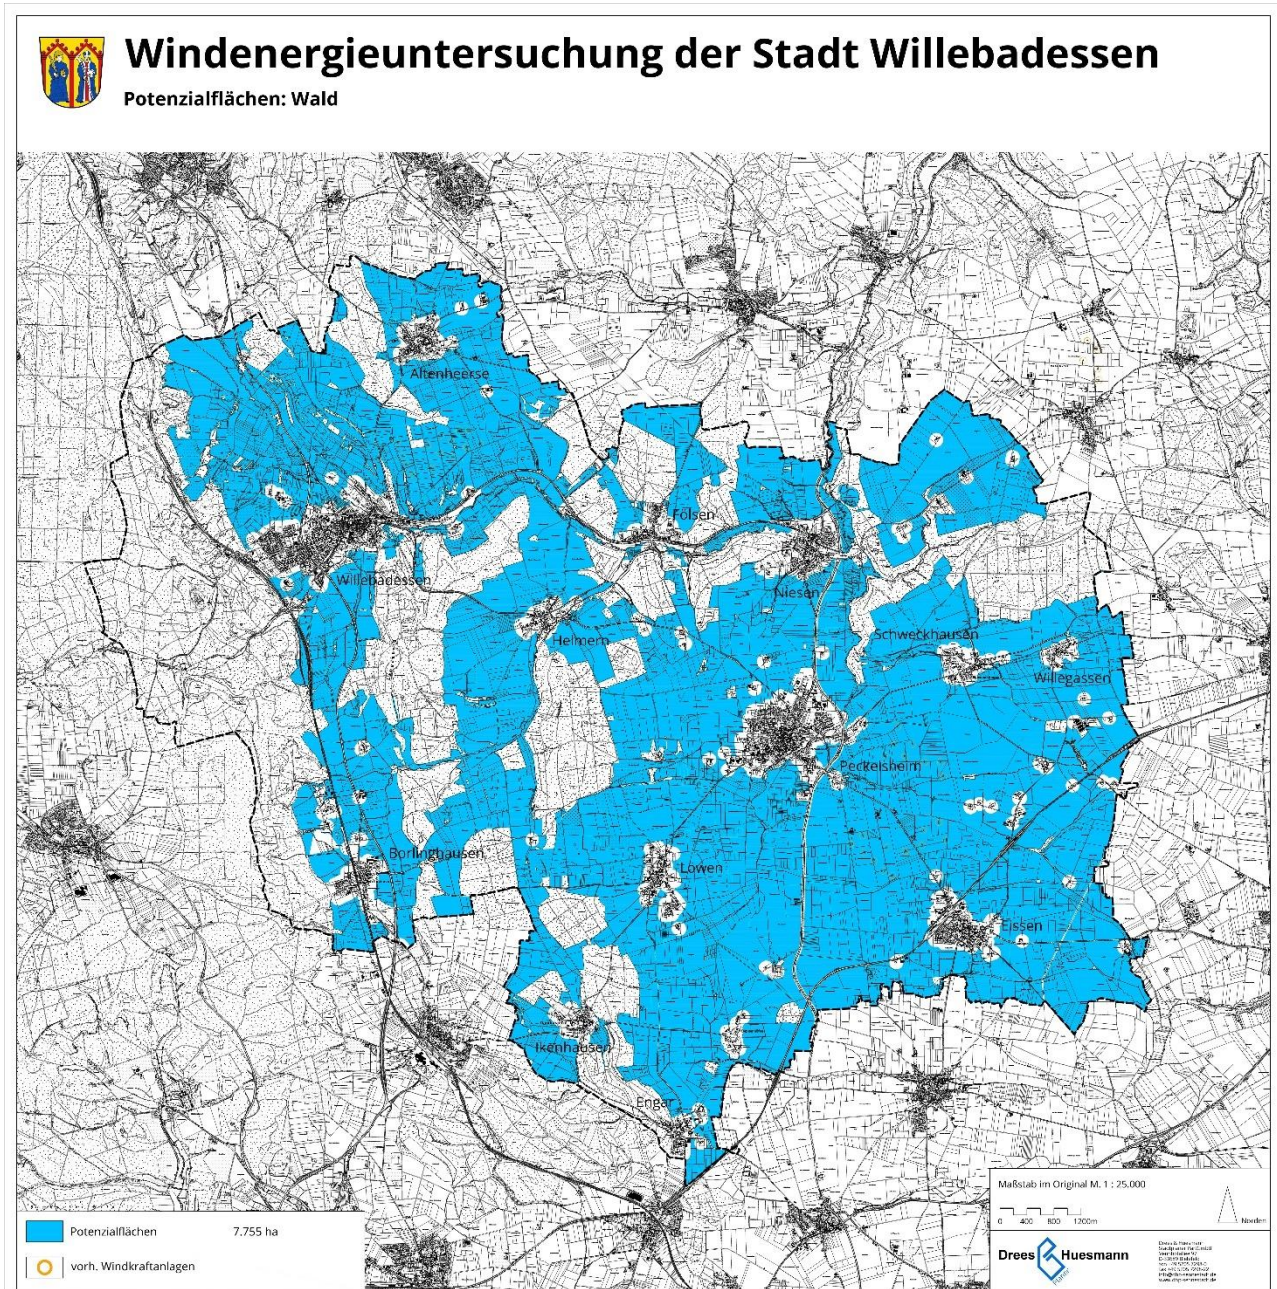 Windenergieuntersuchung der Stadt Willebadessen
Potenzialflächen: Wald
Altenheerse
Fölsen
Willebadessen
Niesen
Helmern
Schweckhausen
Willegassen
Peckelsheim
Borlinghausen
Löwen
Eissen
Ikenhausen
Engar
Maßstab im Original M. 1 : 25.000
0 400 800 1200m
Norden
Potenzialflächen 7.755 ha
vorh. Windkraftanlagen
Drees Huesmann